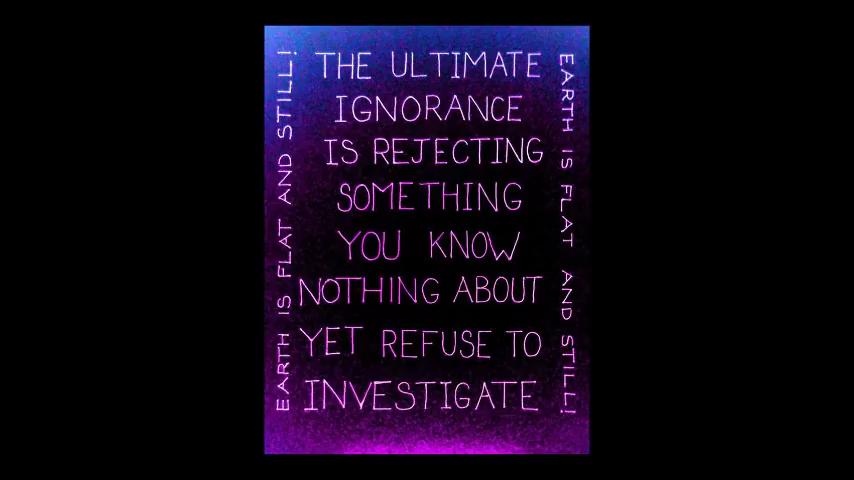 THE ULTIMATE
IGNORANCE
IS REJECTING
SOMETHING
YOU KNOW
NOTHING ABOUT
YET REFUSE TO
INVESTIGATE
EARTH IS FLAT AND STILL!
EARTH IS FLAT AND STILL!